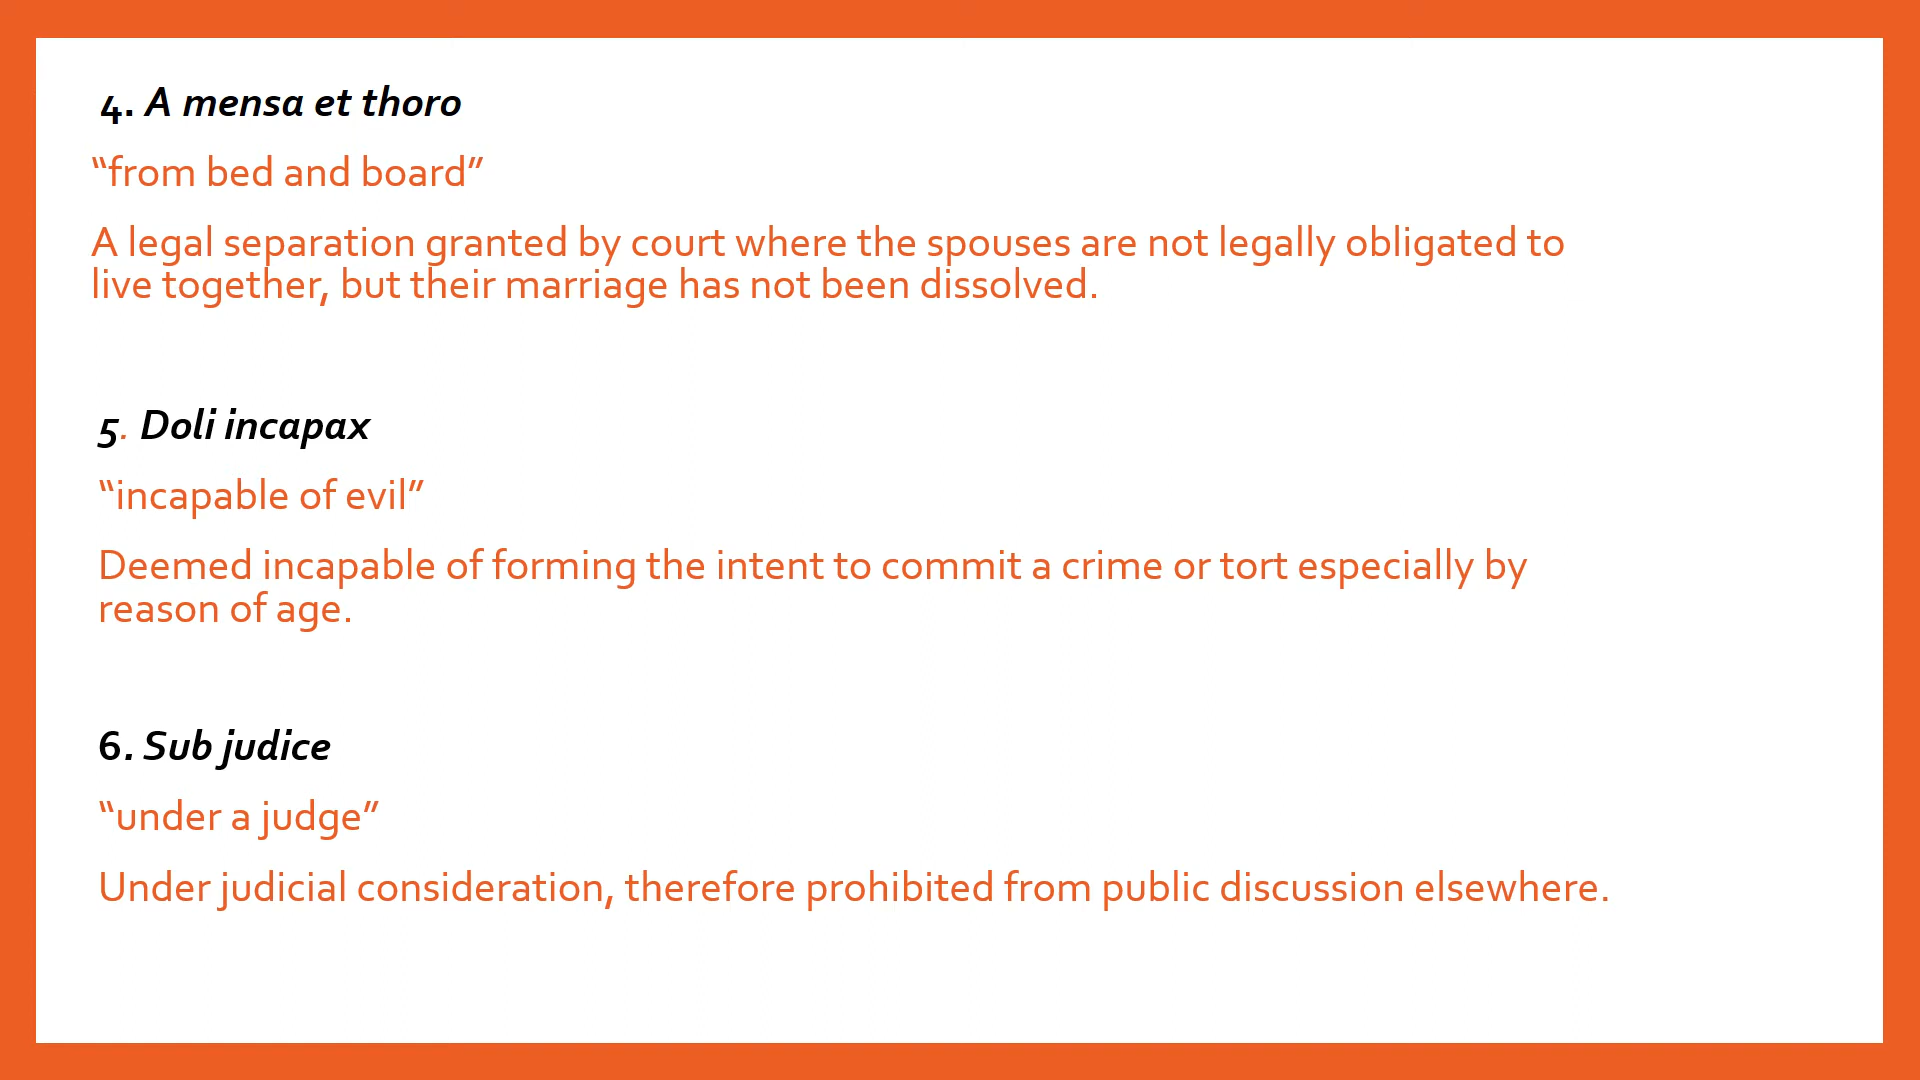 4. A mensa et thoro
“from bed and board”
A legal separation granted by court where the spouses are not legally obligated to
live together, but their marriage has not been dissolved.
5. Doli incapax
“incapable of evil”
Deemed incapable of forming the intent to commit a crime or tort especially by
reason of age.
6. Sub judice
“under a judge”
Under judicial consideration, therefore prohibited from public discussion elsewhere.